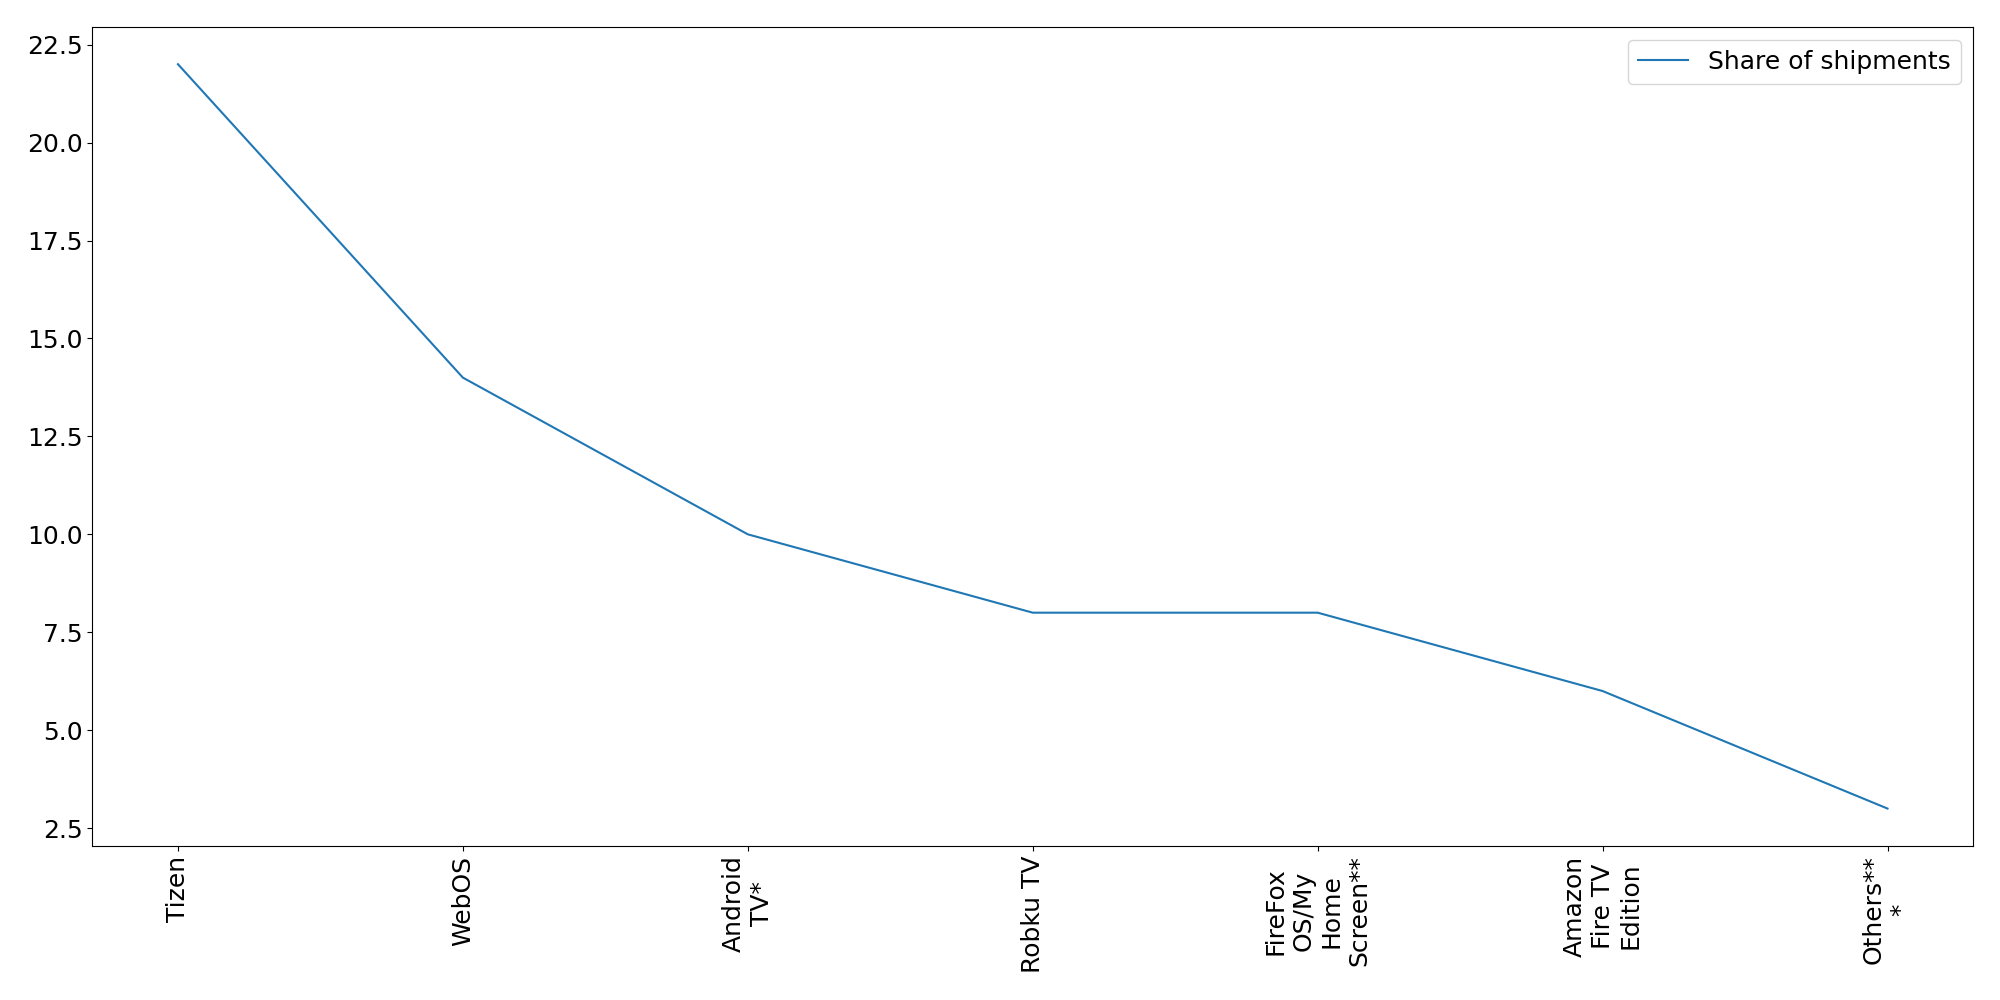 22.5
20.0
17.5
15.0
12.5
10.0
7.5
5.0
2.5
Share of shipments
Tizen
WebOS
Android
TV*
Robku TV
FireFox
OS/My
Home
Screen**
Amazon
Fire TV
Edition
Others**
*